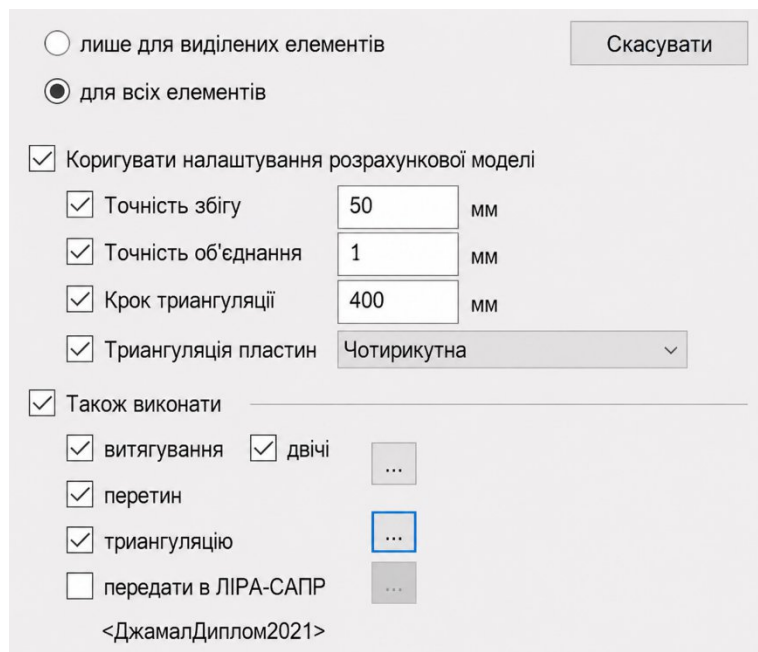 лише для виділених елементів
Скасувати
для всіх елементів
Коригувати налаштування розрахункової моделі
Точність збігу 50 мм
Точність об'єднання 1 мм
Крок триангуляції 400 мм
Триангуляція пластин Чотирикутна
Також виконати
витягування двічі ...
перетин
триангуляцію ...
передати в ЛІРА-САПР ...
<ДжамалДиплом2021>